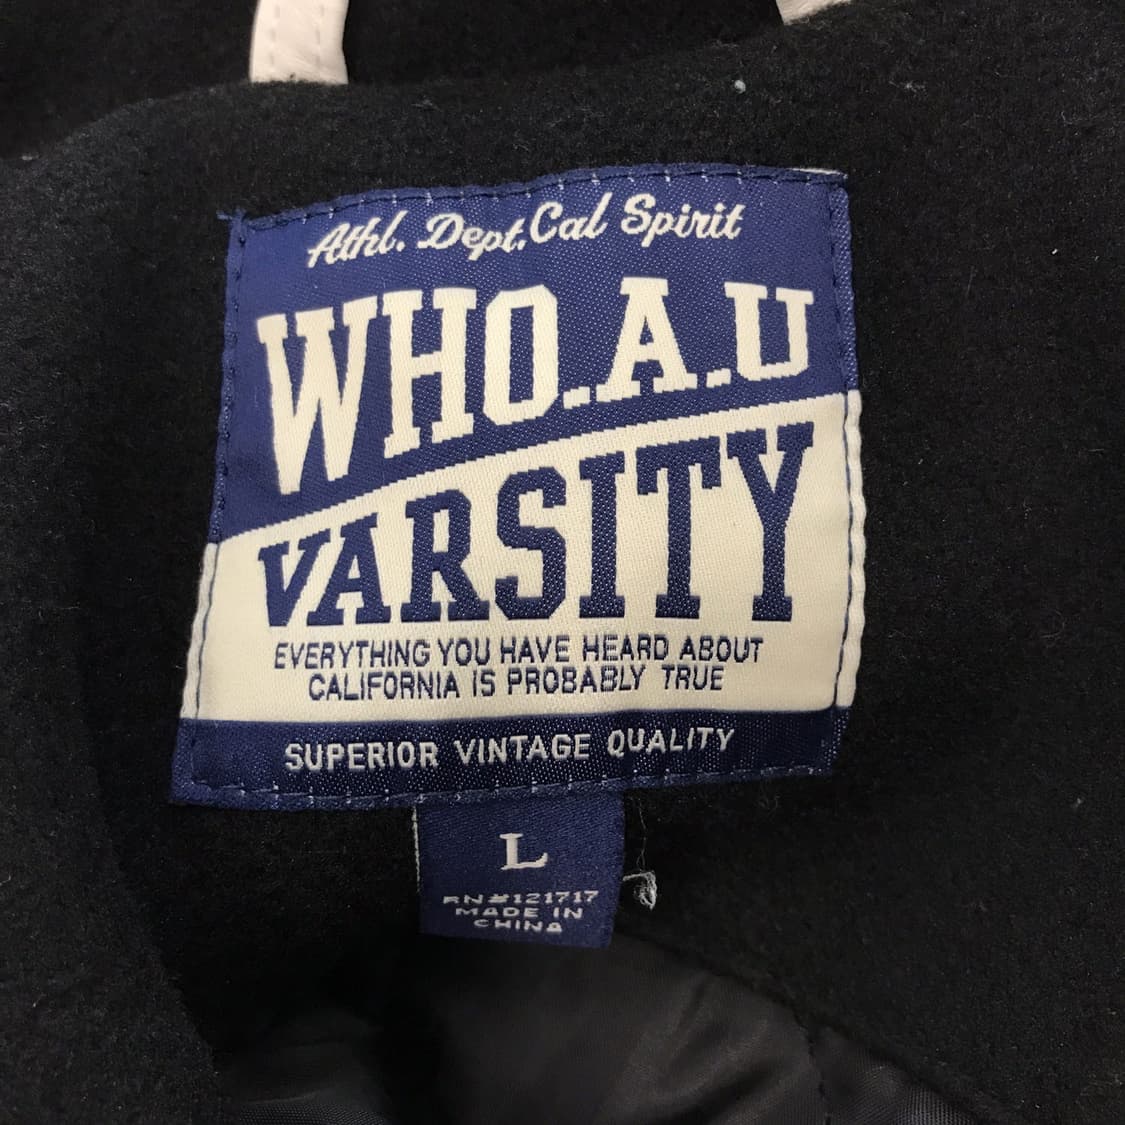 Athl. Dept. Cal Spirit
WHO.A.U
VARSITY
EVERYTHING YOU HAVE HEARD ABOUT
CALIFORNIA IS PROBABLY TRUE
SUPERIOR VINTAGE QUALITY
L
RN#121717
MADE IN
CHINA